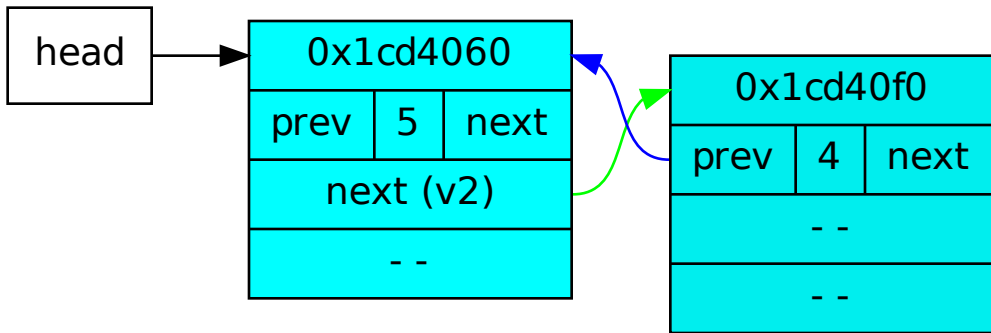 head
0x1cd4060
prev 5 next
next (v2)
- -
0x1cd40f0
prev 4 next
- -
- -